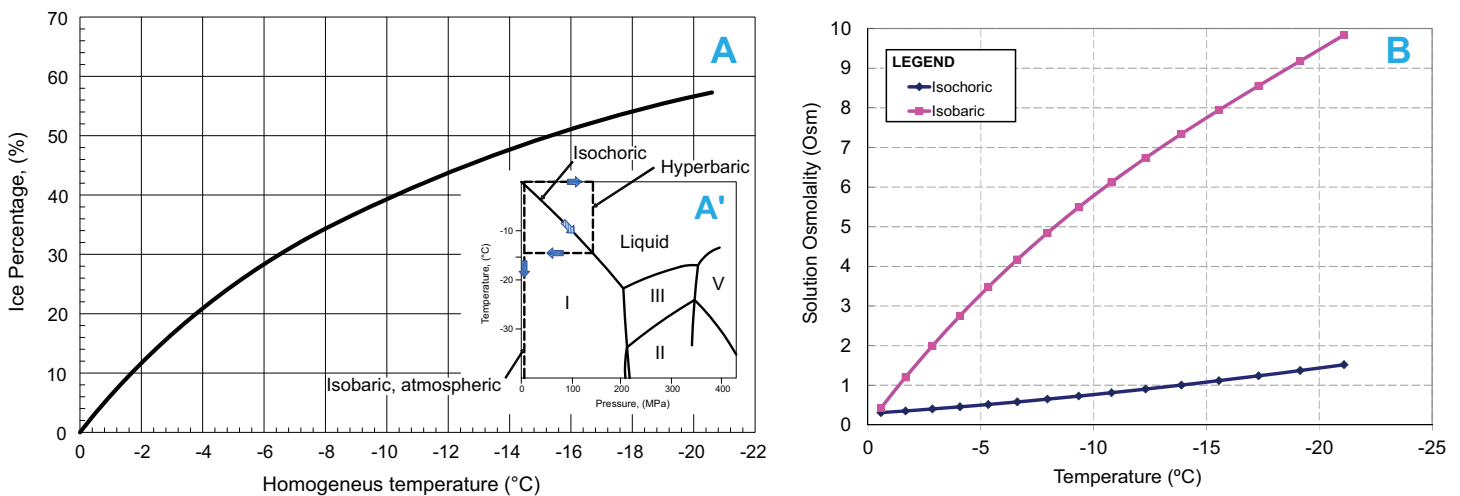 70
60
50
40
30
20
10
0
Ice Percentage, (%)
0 -2 -4 -6 -8 -10 -12 -14 -16 -18 -20 -22
Homogeneus temperature (°C)
A
Isochoric
Hyperbaric
A'
Liquid
I
III
V
II
-10
-20
-30
Temperature, (°C)
0 100 200 300 400
Pressure, (MPa)
Isobaric, atmospheric
B
10
9
8
7
6
5
4
3
2
1
0
Solution Osmolality (Osm)
LEGEND
Isochoric
Isobaric
0 -5 -10 -15 -20 -25
Temperature (ºC)